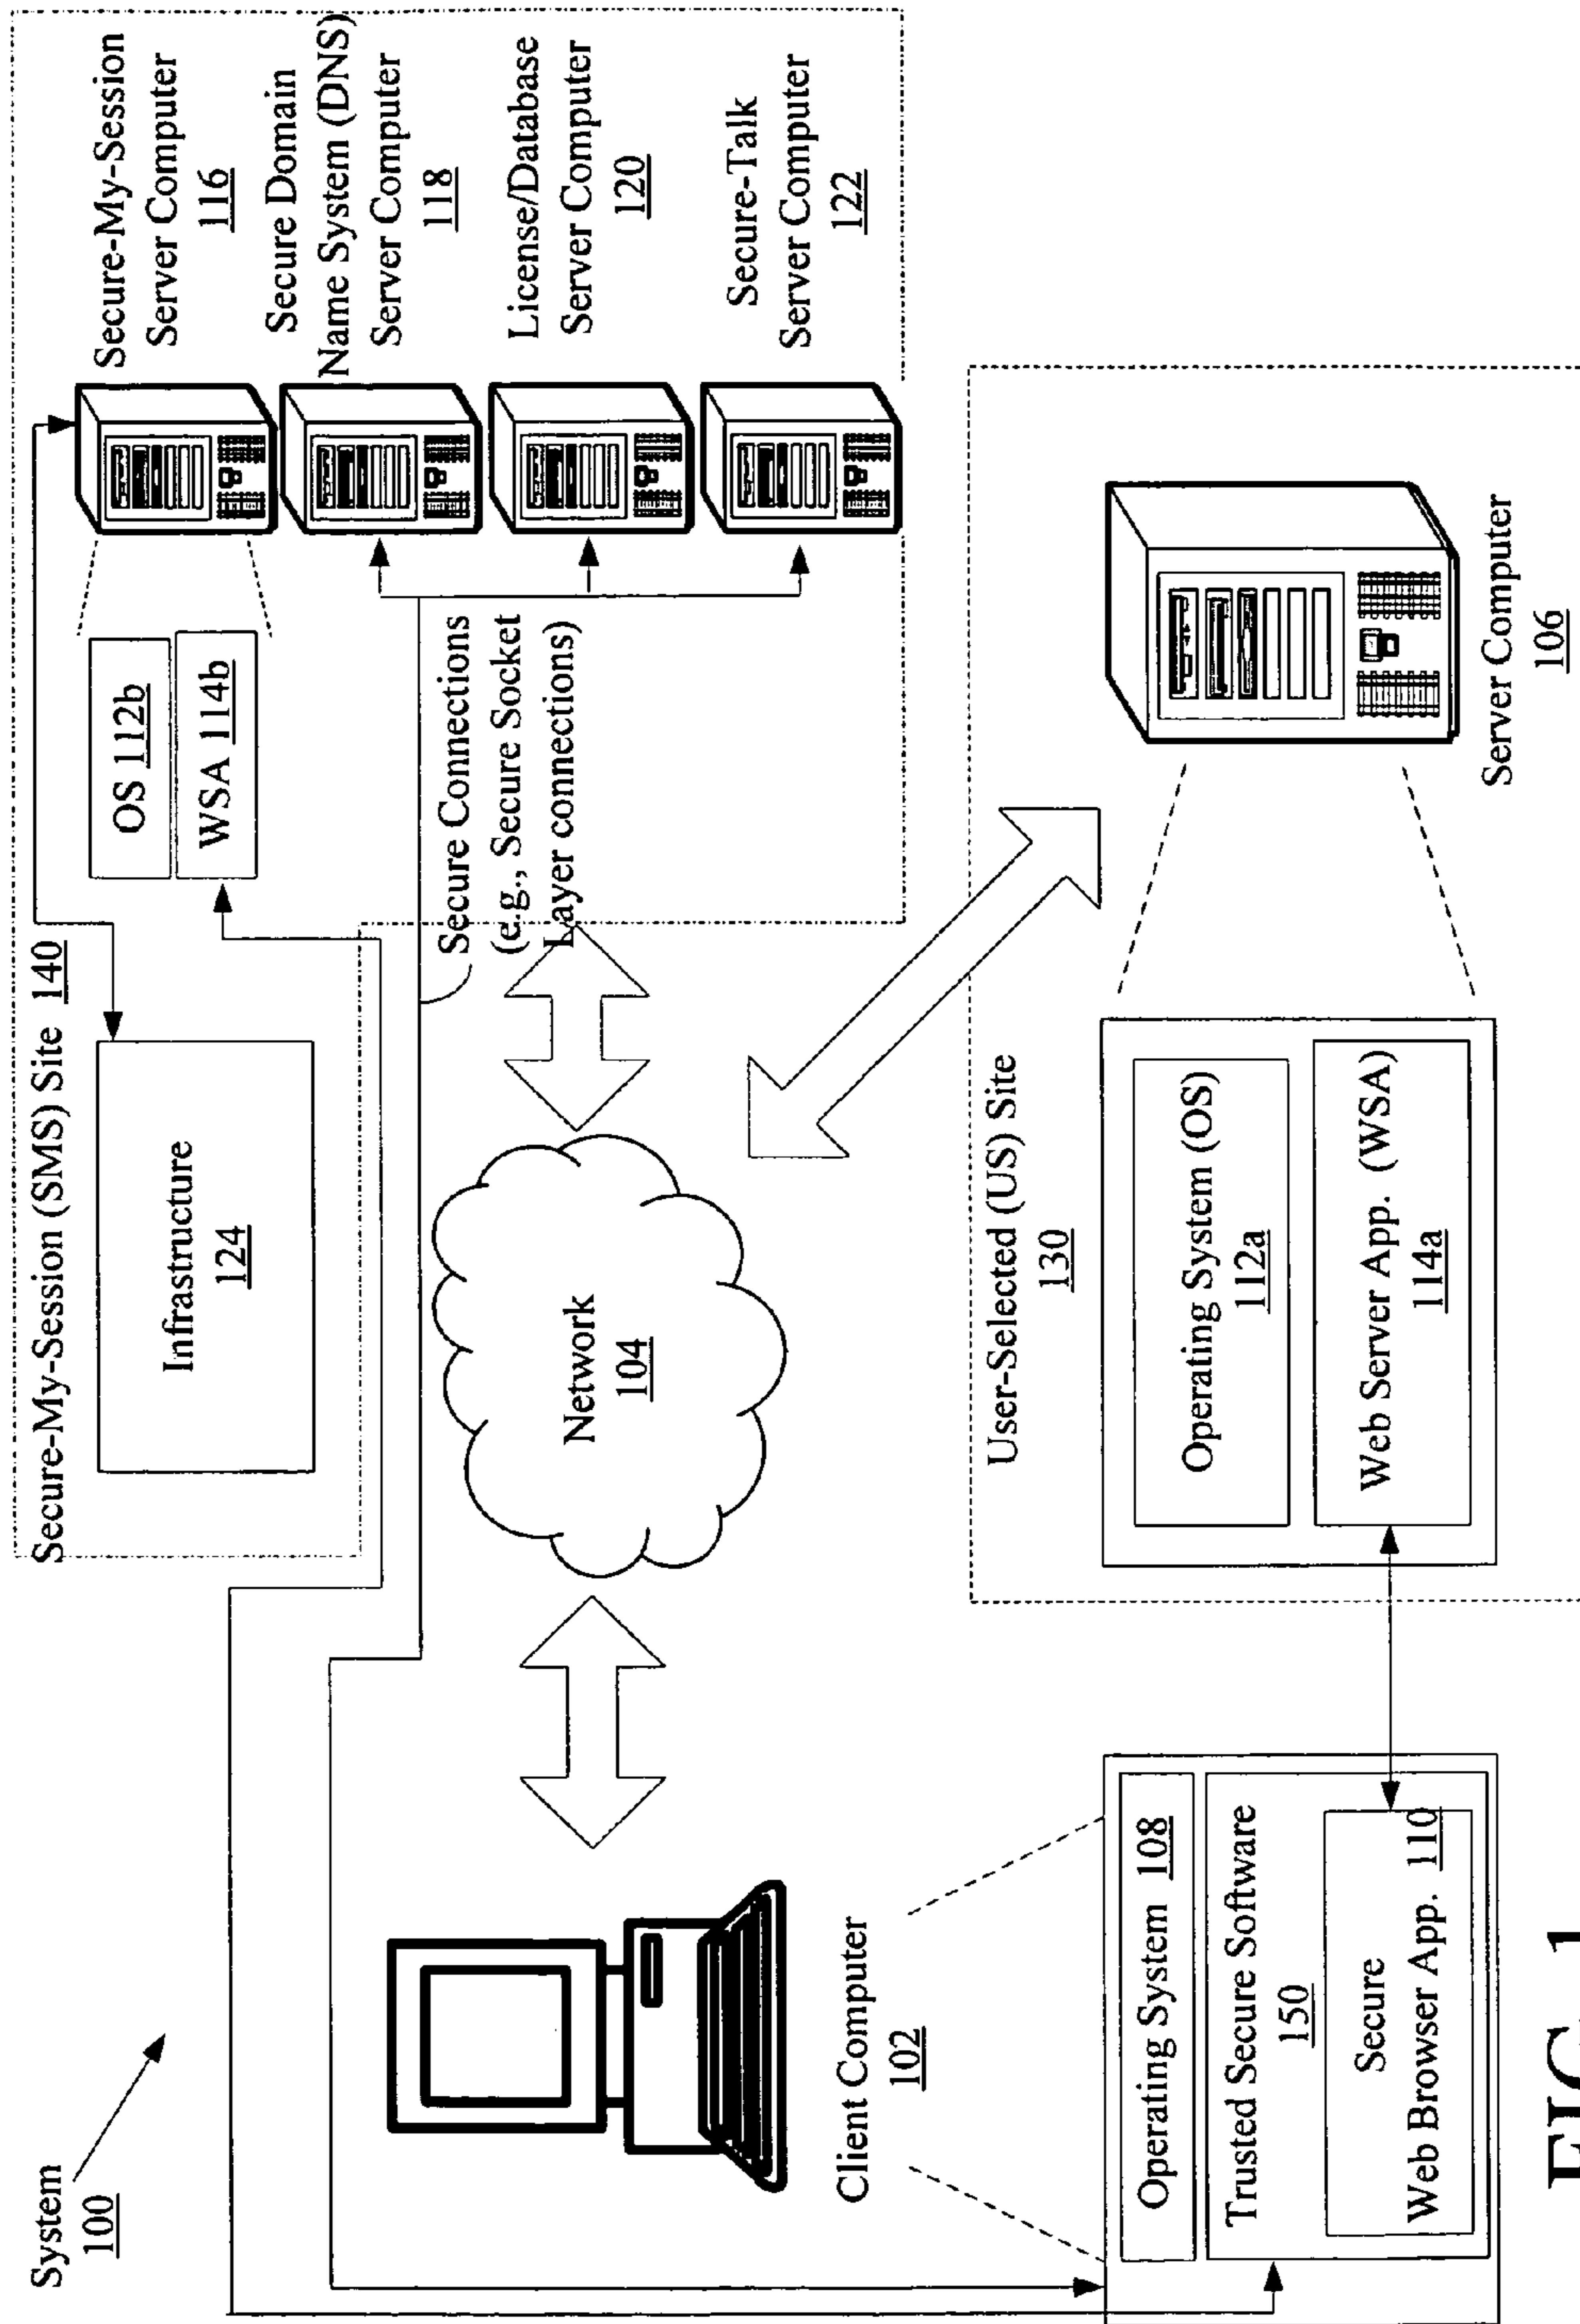 System
100
Secure-My-Session (SMS) Site 140
Infrastructure
124
OS 112b
WSA 114b
Secure-My-Session
Server Computer
116
Secure Domain
Name System (DNS)
Server Computer
118
License/Database
Server Computer
120
Secure-Talk
Server Computer
122
Secure Connections
(e.g., Secure Socket
Layer connections)
Network
104
Client Computer
102
Operating System 108
Trusted Secure Software
150
Secure
Web Browser App. 110
User-Selected (US) Site
130
Operating System (OS)
112a
Web Server App. (WSA)
114a
Server Computer
106
FIG. 1